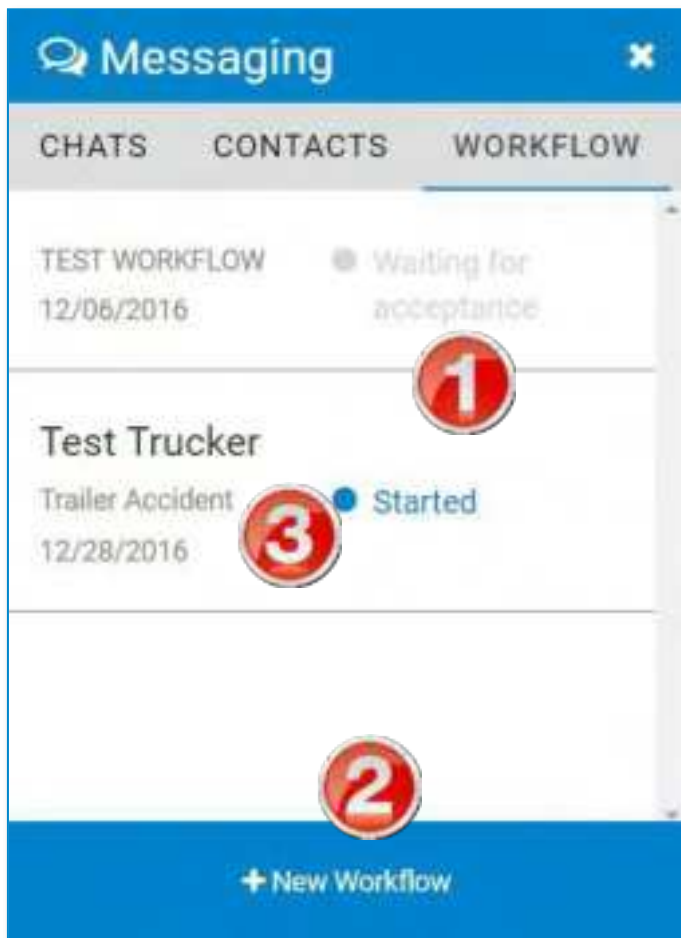 Messaging
CHATS CONTACTS WORKFLOW
TEST WORKFLOW Waiting for
12/06/2016 acceptance
1
Test Trucker
Trailer Accident Started
3
12/28/2016
2
+ New Workflow